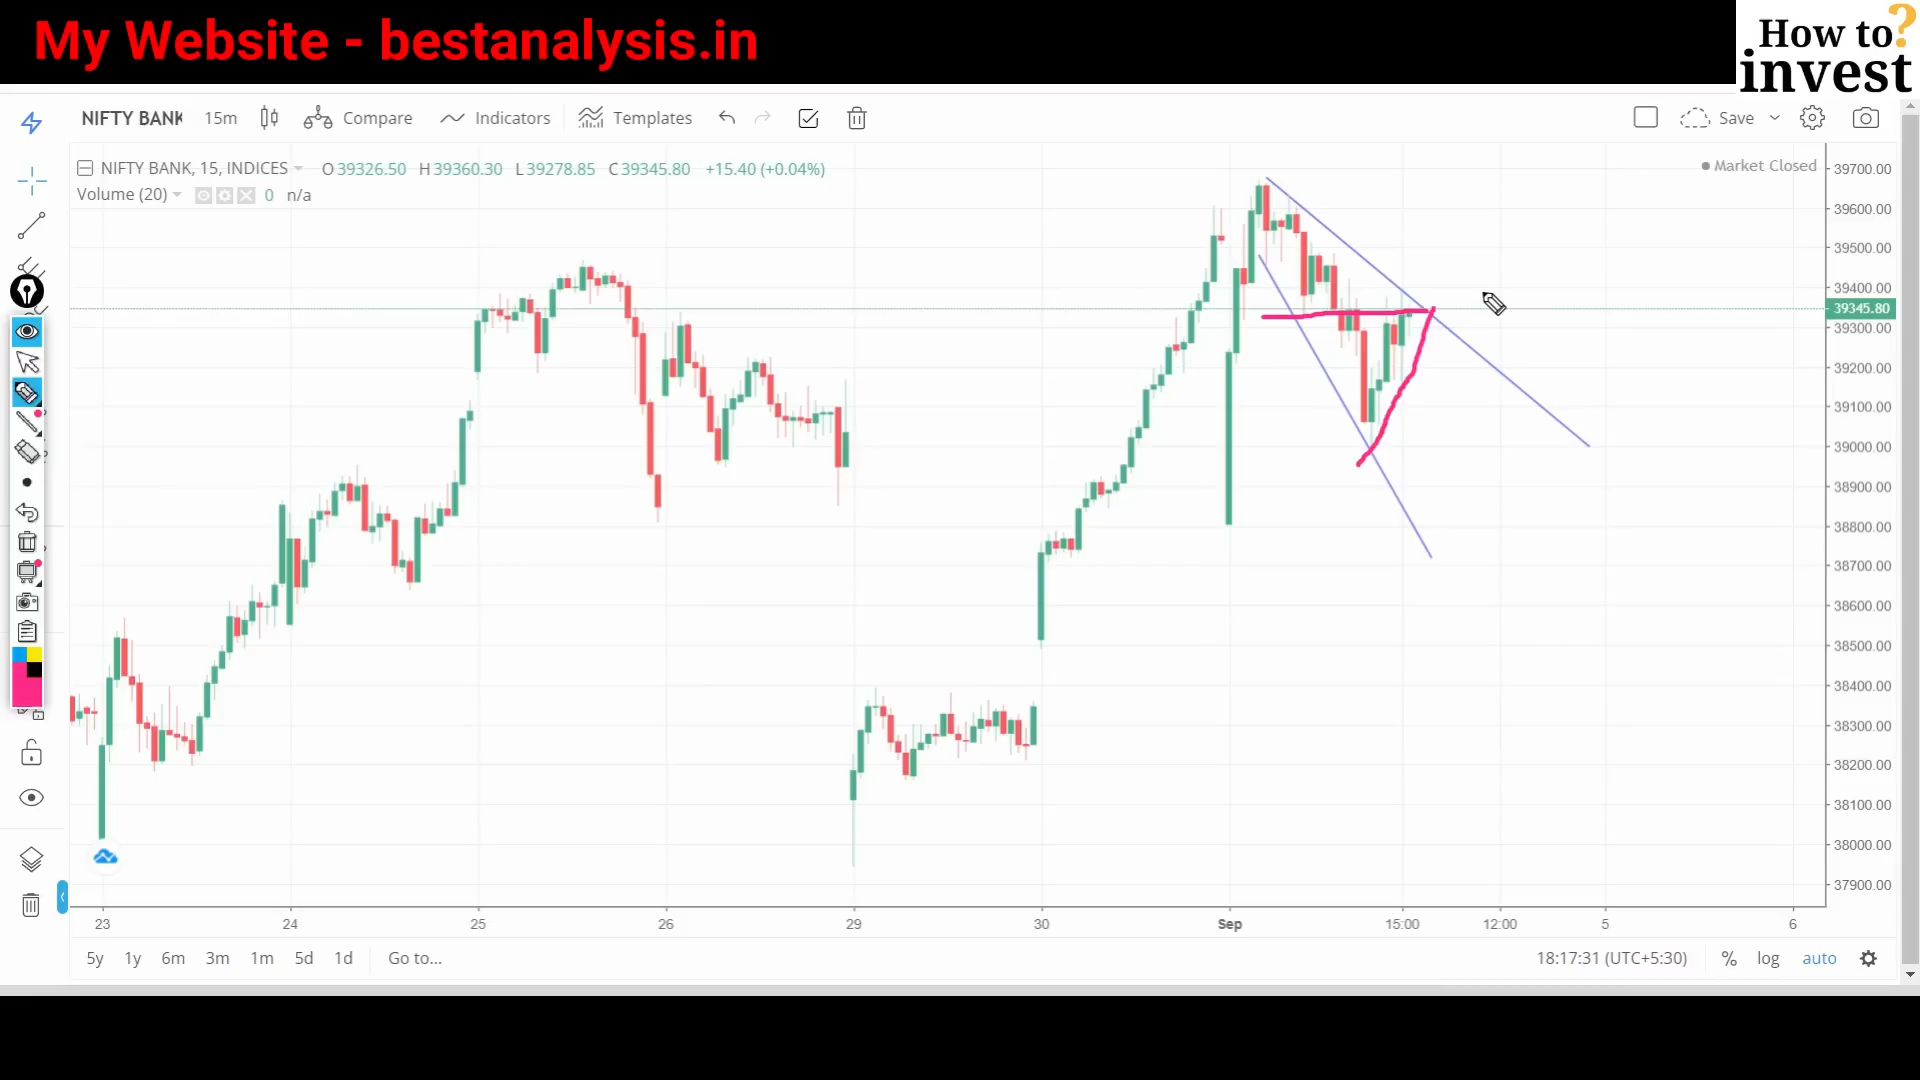 My Website - bestanalysis.in
How to?
invest
NIFTY BANK 15m Compare Indicators Templates Save
NIFTY BANK, 15, INDICES O39326.50 H39360.30 L39278.85 C39345.80 +15.40 (+0.04%)
Market Closed
Volume (20) 0 n/a
39700.00
39600.00
39500.00
39400.00
39345.80
39300.00
39200.00
39100.00
39000.00
38900.00
38800.00
38700.00
38600.00
38500.00
38400.00
38300.00
38200.00
38100.00
38000.00
37900.00
23 24 25 26 29 30 Sep 15:00 12:00 5 6
5y 1y 6m 3m 1m 5d 1d Go to... 18:17:31 (UTC+5:30) % log auto